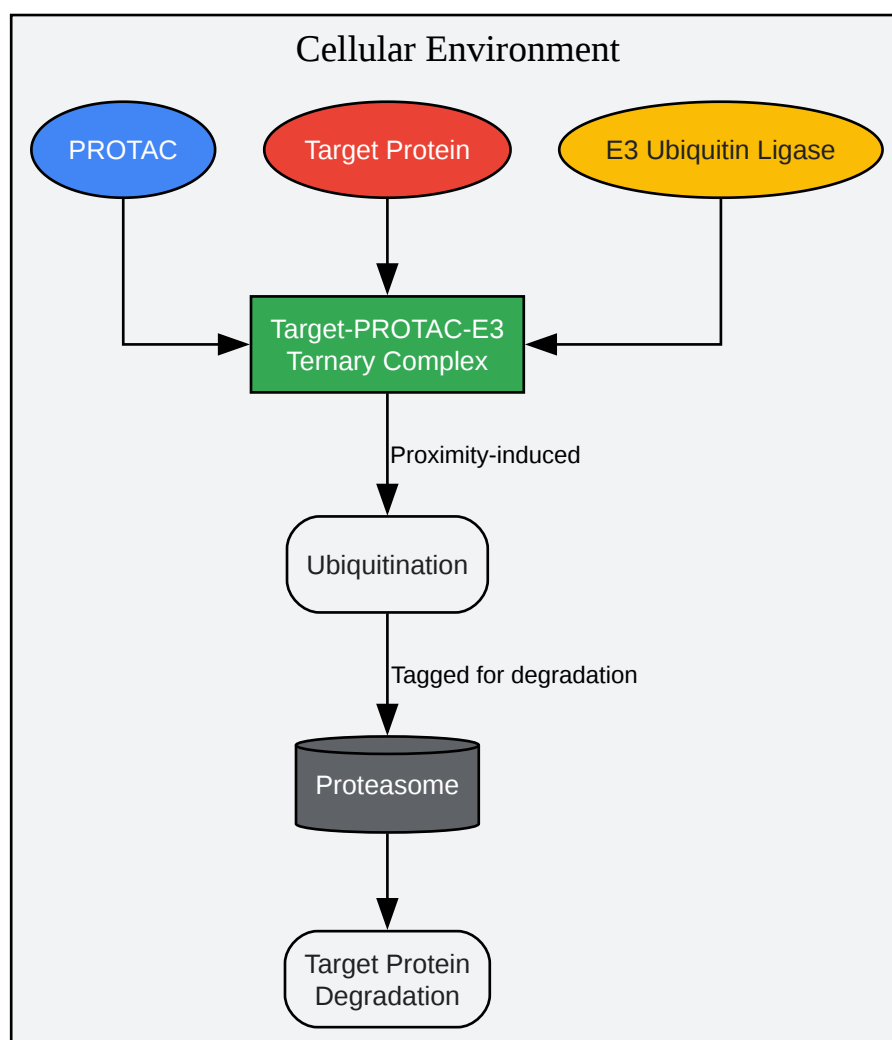 Cellular Environment
PROTAC
Target Protein
E3 Ubiquitin Ligase
Target-PROTAC-E3
Ternary Complex
Proximity-induced
Ubiquitination
Tagged for degradation
Proteasome
Target Protein
Degradation